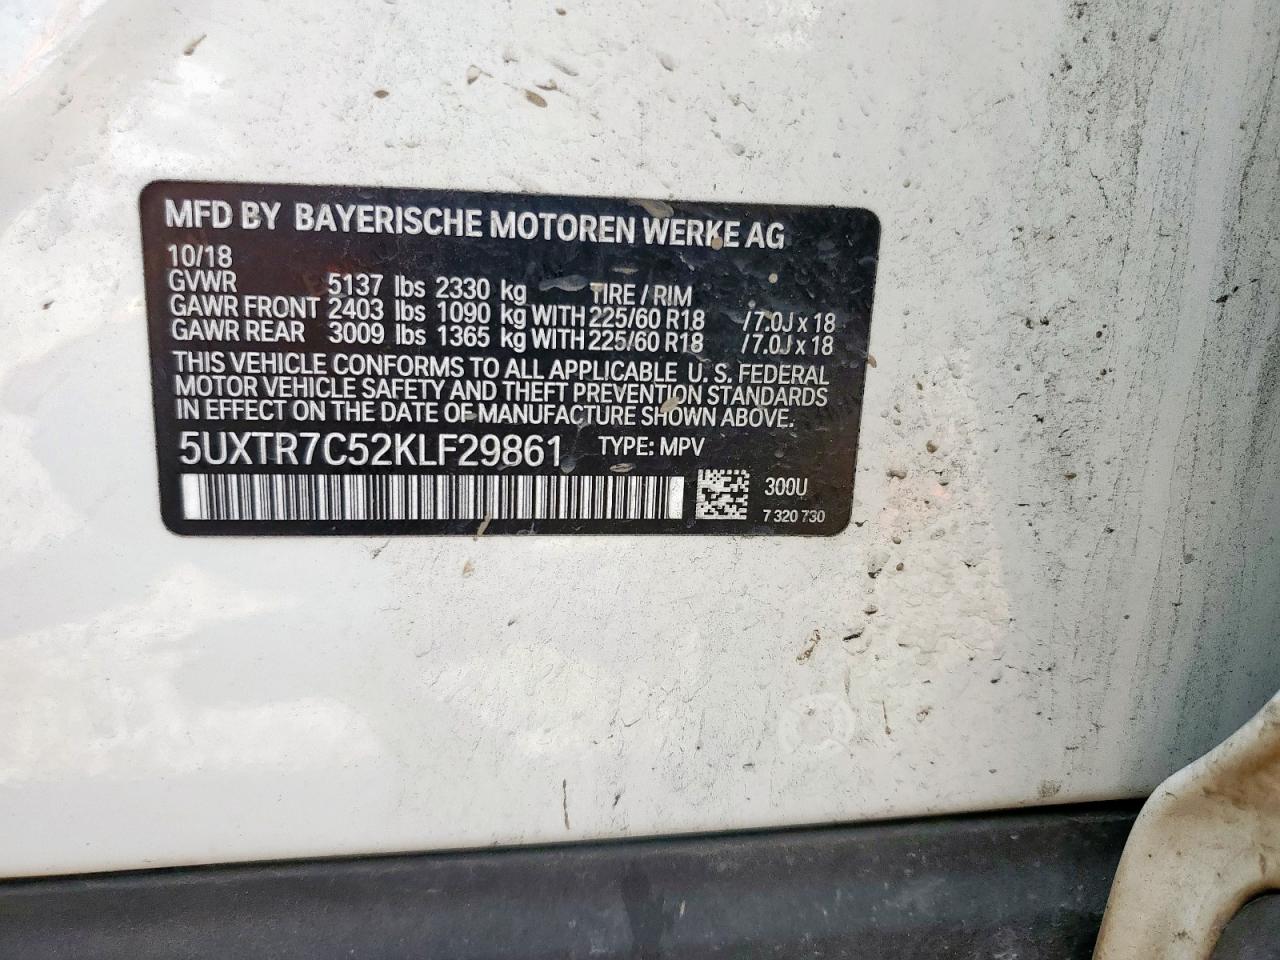 MFD BY BAYERISCHE MOTOREN WERKE AG
10/18
GVWR 5137 lbs 2330 kg TIRE / RIM
GAWR FRONT 2403 lbs 1090 kg WITH 225/60 R18 /7.0J x 18
GAWR REAR 3009 lbs 1365 kg WITH 225/60 R18 /7.0J x 18
THIS VEHICLE CONFORMS TO ALL APPLICABLE U. S. FEDERAL
MOTOR VEHICLE SAFETY AND THEFT PREVENTION STANDARDS
IN EFFECT ON THE DATE OF MANUFACTURE SHOWN ABOVE.
5UXTR7C52KLF29861 TYPE: MPV
300U
7 320 730